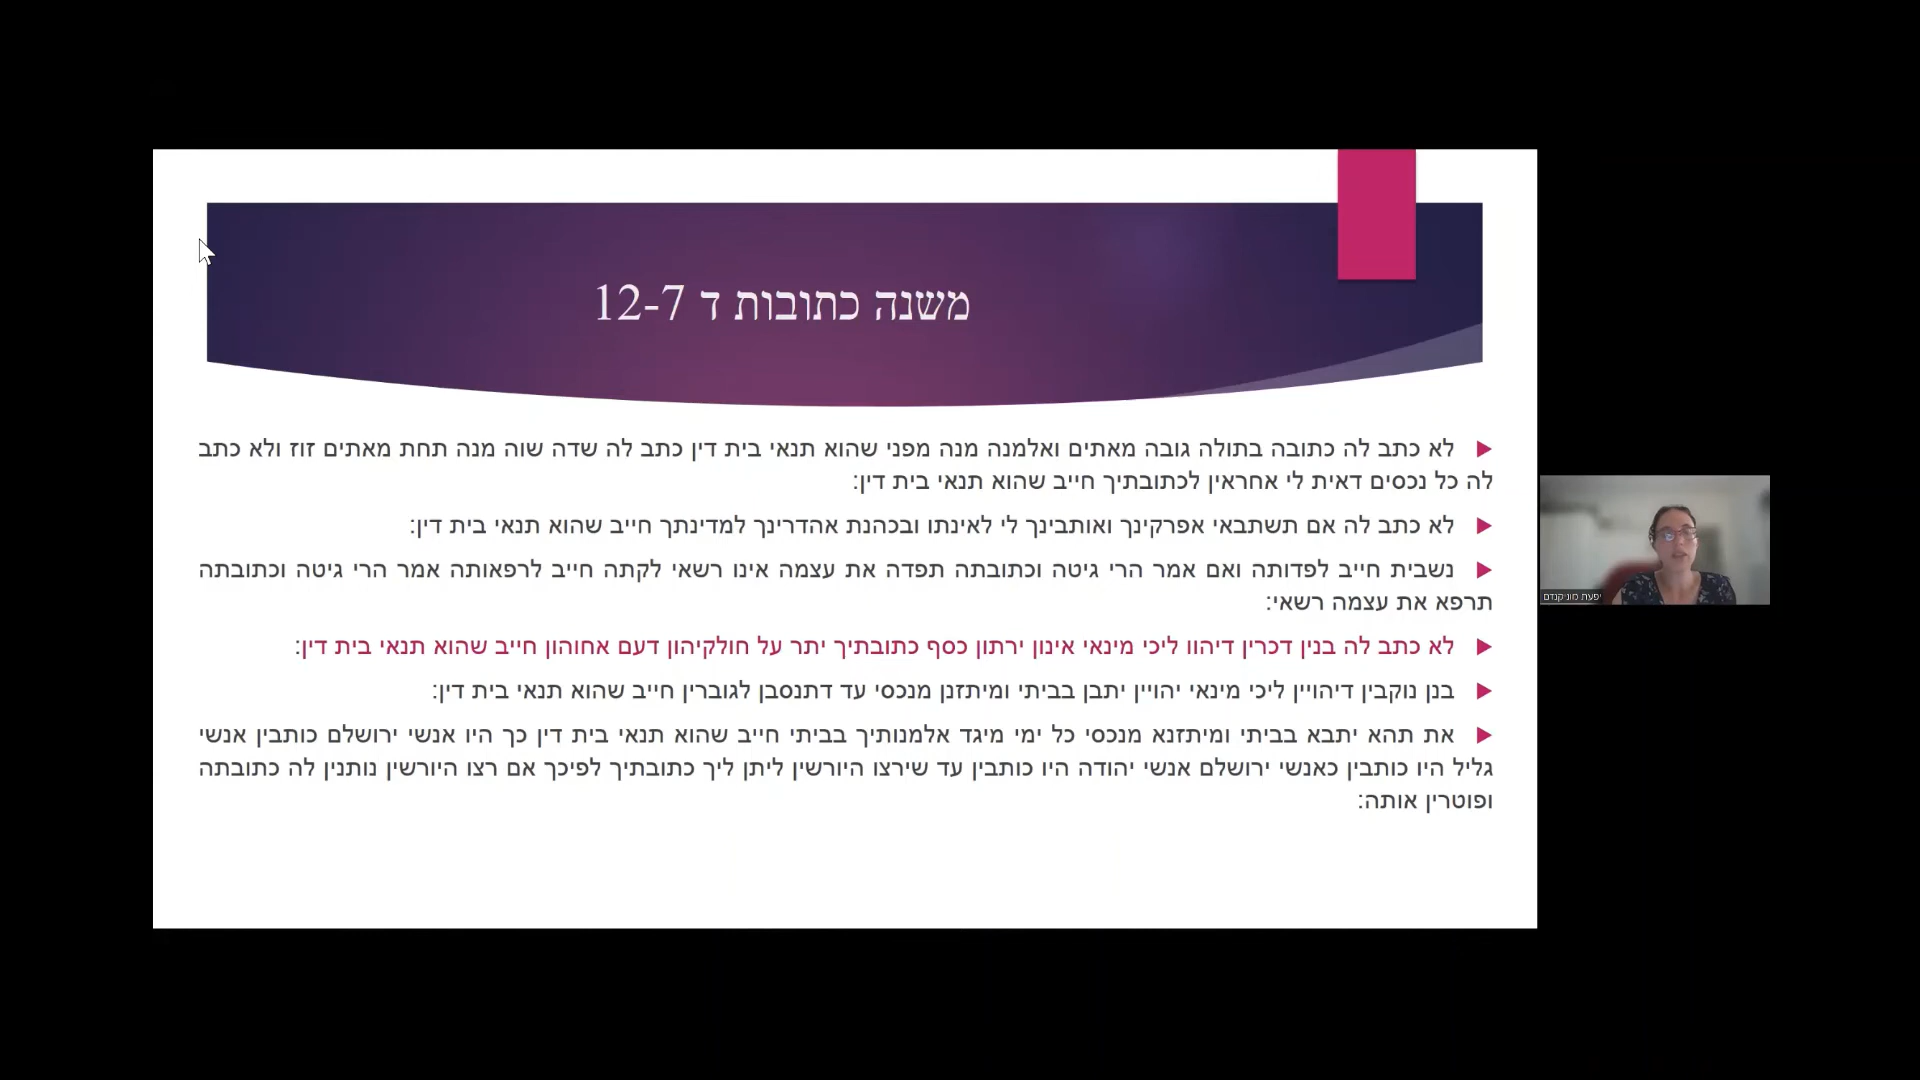 משנה כתובות ד 7-12
לא כתב לה כתובה בתולה גובה מאתים ואלמנה מנה מפני שהוא תנאי בית דין כתב לה שדה שוה מנה תחת מאתים זוז ולא כתב
לה כל נכסים דאית לי אחראין לכתובתיך חייב שהוא תנאי בית דין:
לא כתב לה אם תשתבאי אפרקינך ואותבינך לי לאינתו ובכהנת אהדרינך למדינתך חייב שהוא תנאי בית דין:
נשבית חייב לפדותה ואם אמר הרי גיטה וכתובתה תפדה את עצמה אינו רשאי לקתה חייב לרפאותה אמר הרי גיטה וכתובתה
תרפא את עצמה רשאי:
לא כתב לה בנין דכרין דיהוו ליכי מינאי אינון ירתון כסף כתובתיך יתר על חולקיהון דעם אחוהון חייב שהוא תנאי בית דין:
בנן נוקבין דיהויין ליכי מינאי יהויין יתבן בביתי ומיתזנן מנכסי עד דתנסבן לגוברין חייב שהוא תנאי בית דין:
את תהא יתבא בביתי ומיתזנא מנכסי כל ימי מיגד אלמנותיך בביתי חייב שהוא תנאי בית דין כך היו אנשי ירושלם כותבין אנשי
גליל היו כותבין כאנשי ירושלם אנשי יהודה היו כותבין עד שירצו היורשין ליתן ליך כתובתיך לפיכך אם רצו היורשין נותנין לה כתובתה
ופוטרין אותה:
יפעת מוניקנדם